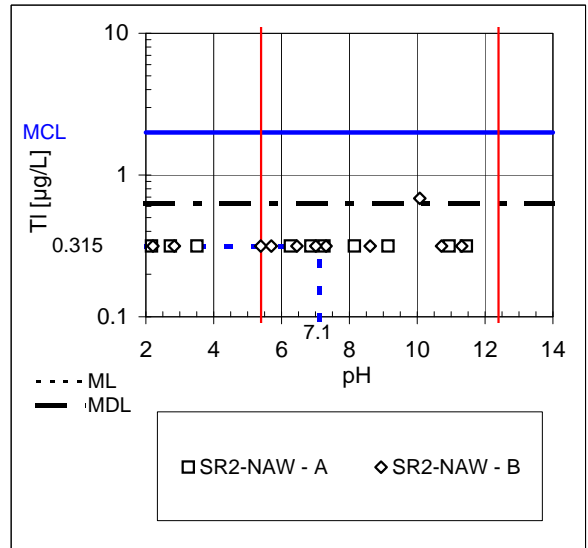 10
MCL
Tl [µg/L]
1
0.315
0.1
7.1
2 4 6 8 10 12 14
pH
ML
MDL
SR2-NAW - A SR2-NAW - B